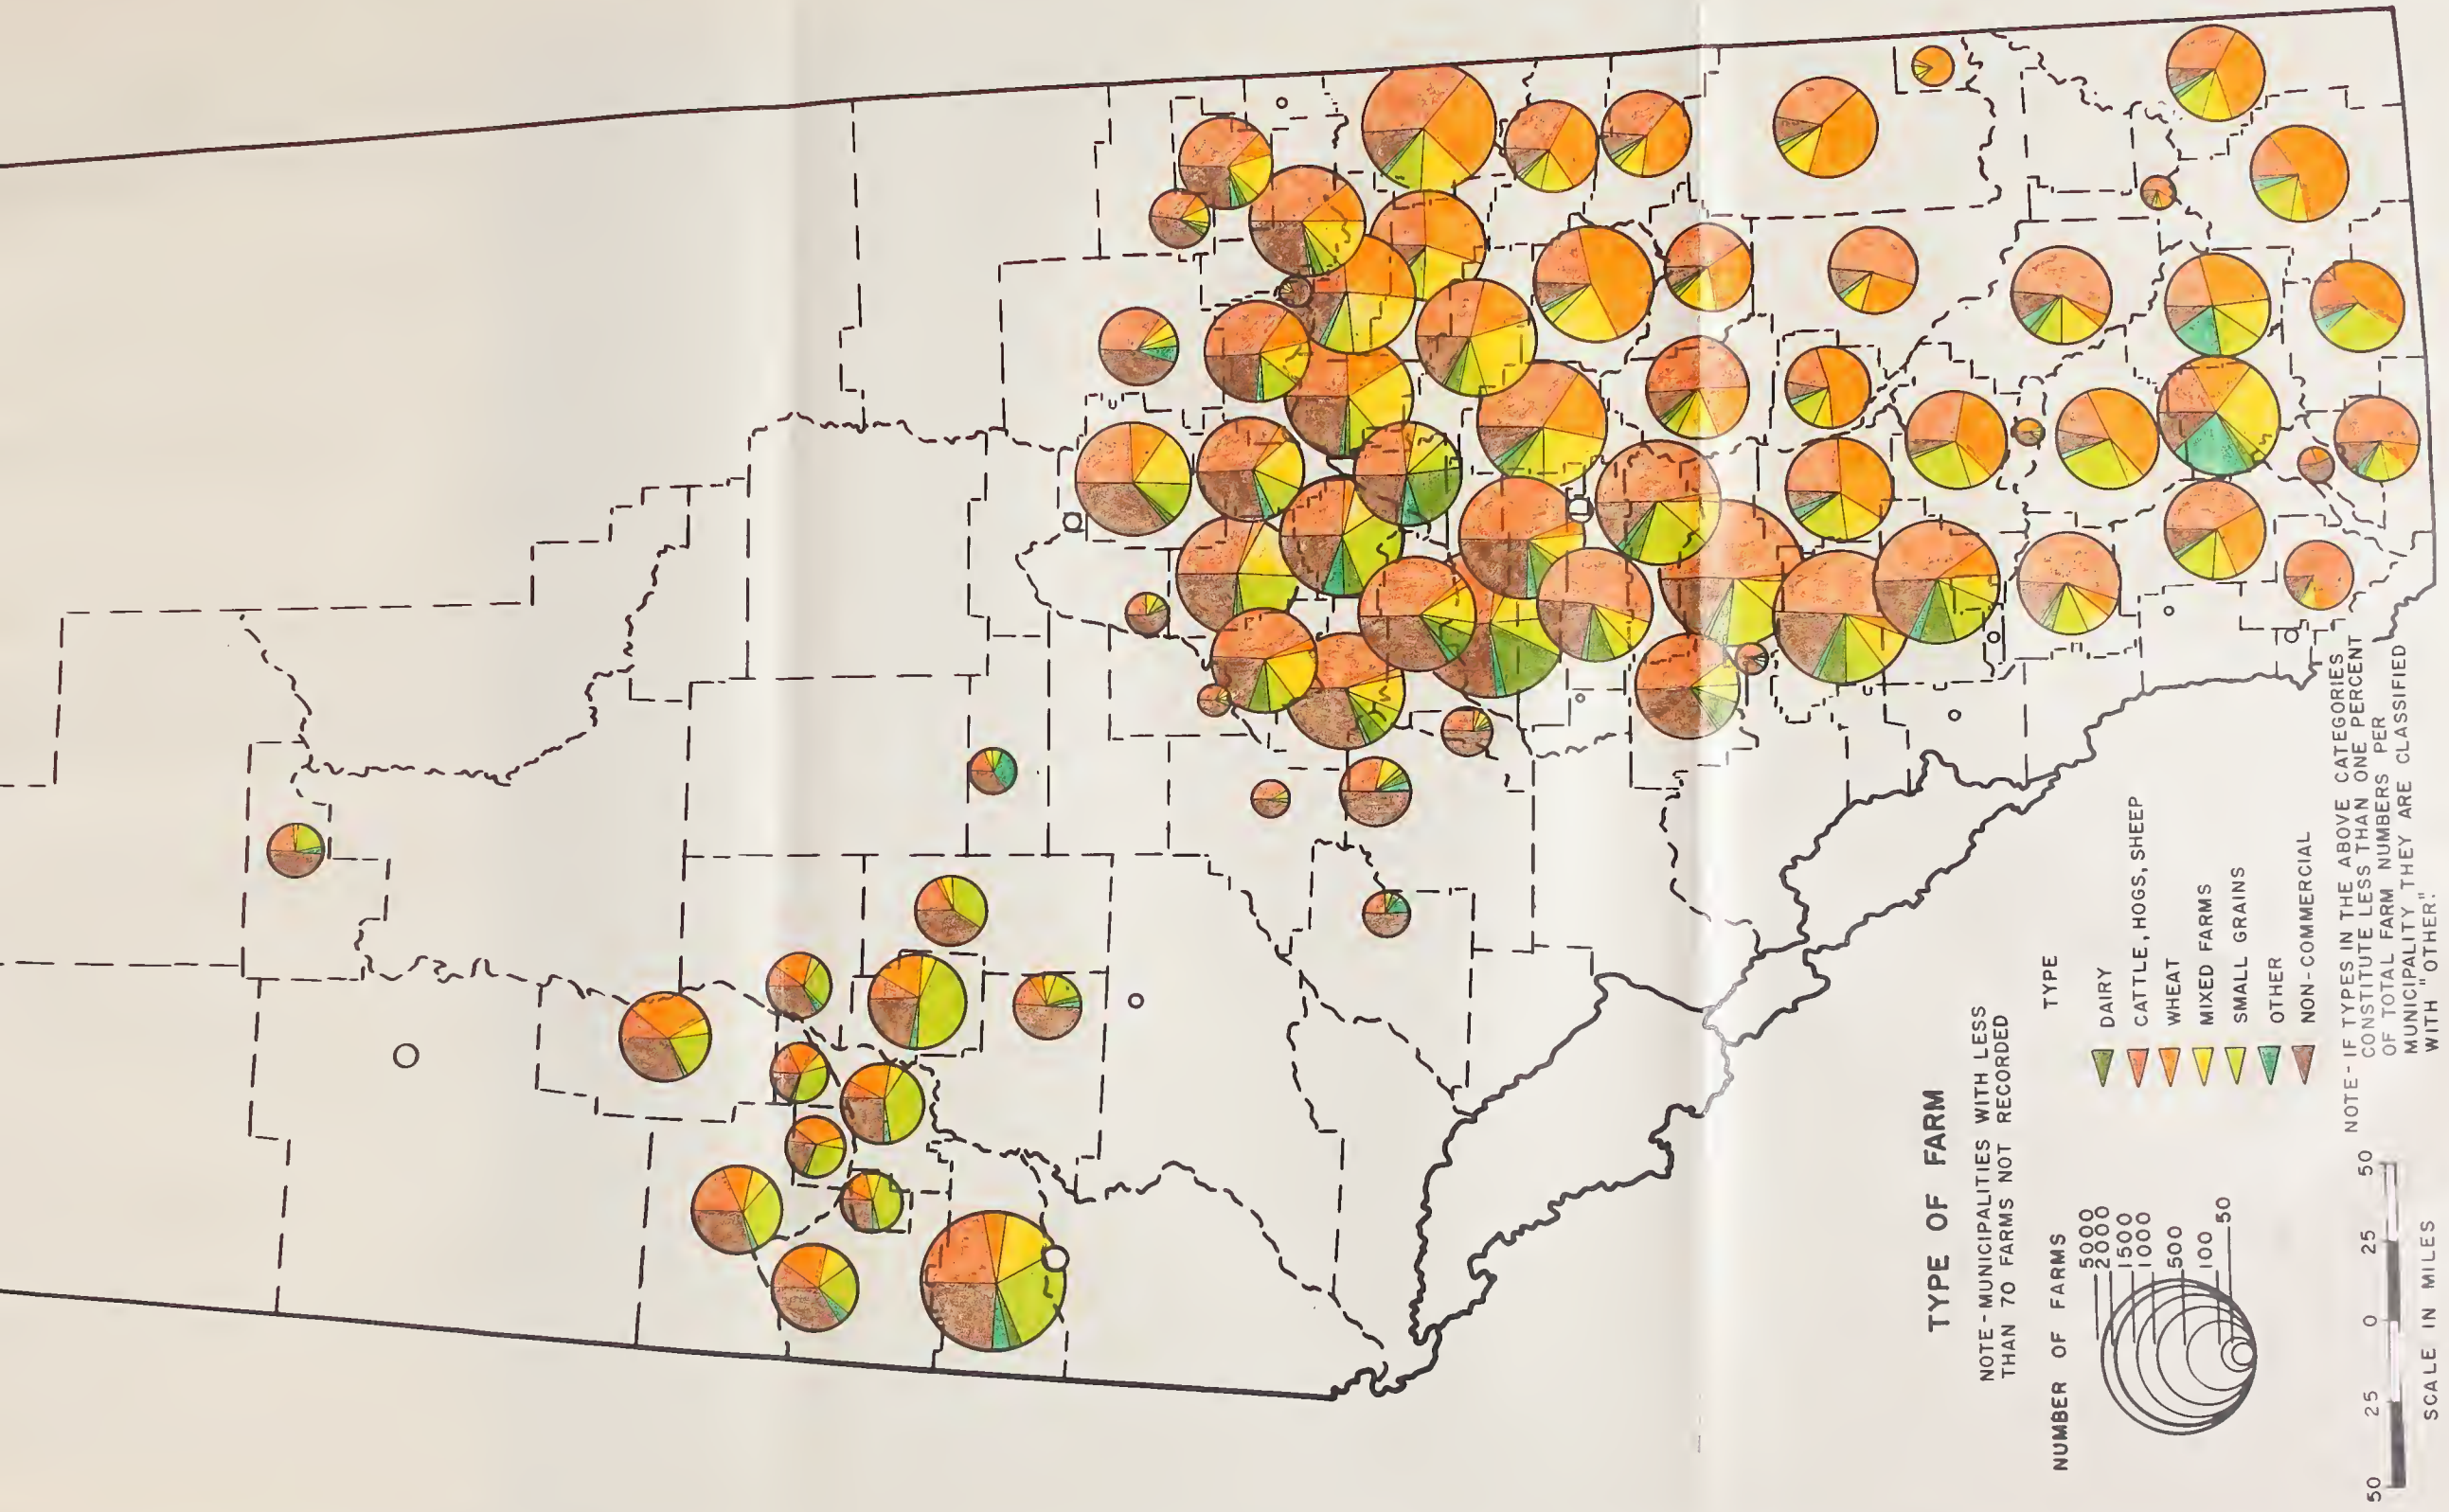 TYPE OF FARM
NOTE-MUNICIPALITIES WITH LESS
THAN 70 FARMS NOT RECORDED
NUMBER OF FARMS
5000
2000
1500
1000
500
100
50
TYPE
DAIRY
CATTLE, HOGS, SHEEP
WHEAT
MIXED FARMS
SMALL GRAINS
OTHER
NON-COMMERCIAL
NOTE-IF TYPES IN THE ABOVE CATEGORIES
CONSTITUTE LESS THAN ONE PERCENT
OF TOTAL FARM NUMBERS PER
MUNICIPALITY THEY ARE CLASSIFIED
WITH "OTHER."
50 25 0 25 50
SCALE IN MILES